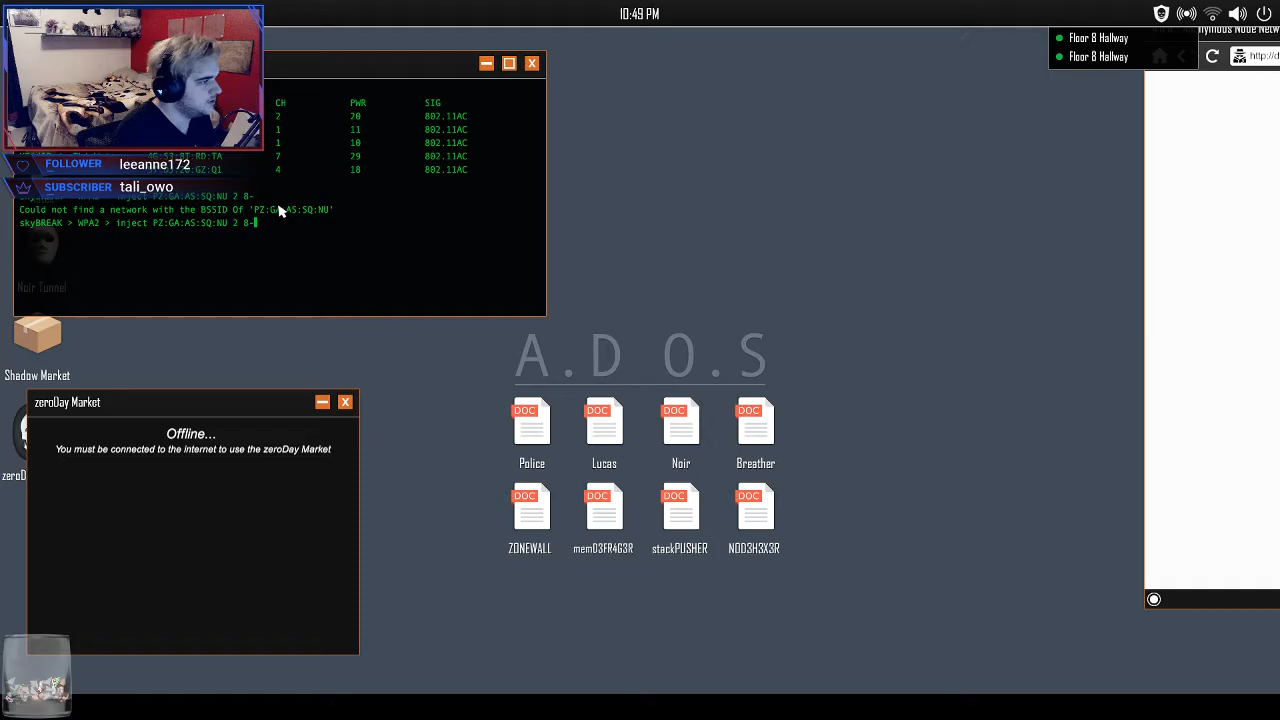 10:49 PM
Floor 8 Hallway
Floor 8 Hallway
http://d
CH PWR SIG
2 20 802.11AC
1 11 802.11AC
1 10 802.11AC
7 29 802.11AC
4 18 802.11AC
FOLLOWER leeanne172
SUBSCRIBER tali_owo
Could not find a network with the BSSID Of 'PZ:GA:AS:SQ:NU'
skyBREAK > WPA2 > inject PZ:GA:AS:SQ:NU 2 8-
Noir Tunnel
Shadow Market
zeroDay Market
Offline...
You must be connected to the internet to use the zeroDay Market
zeroD
A.D O.S
DOC DOC DOC DOC
Police Lucas Noir Breather
DOC DOC DOC DOC
ZONEWALL memD3FR4G3R stackPUSHER NOD3H3X3R